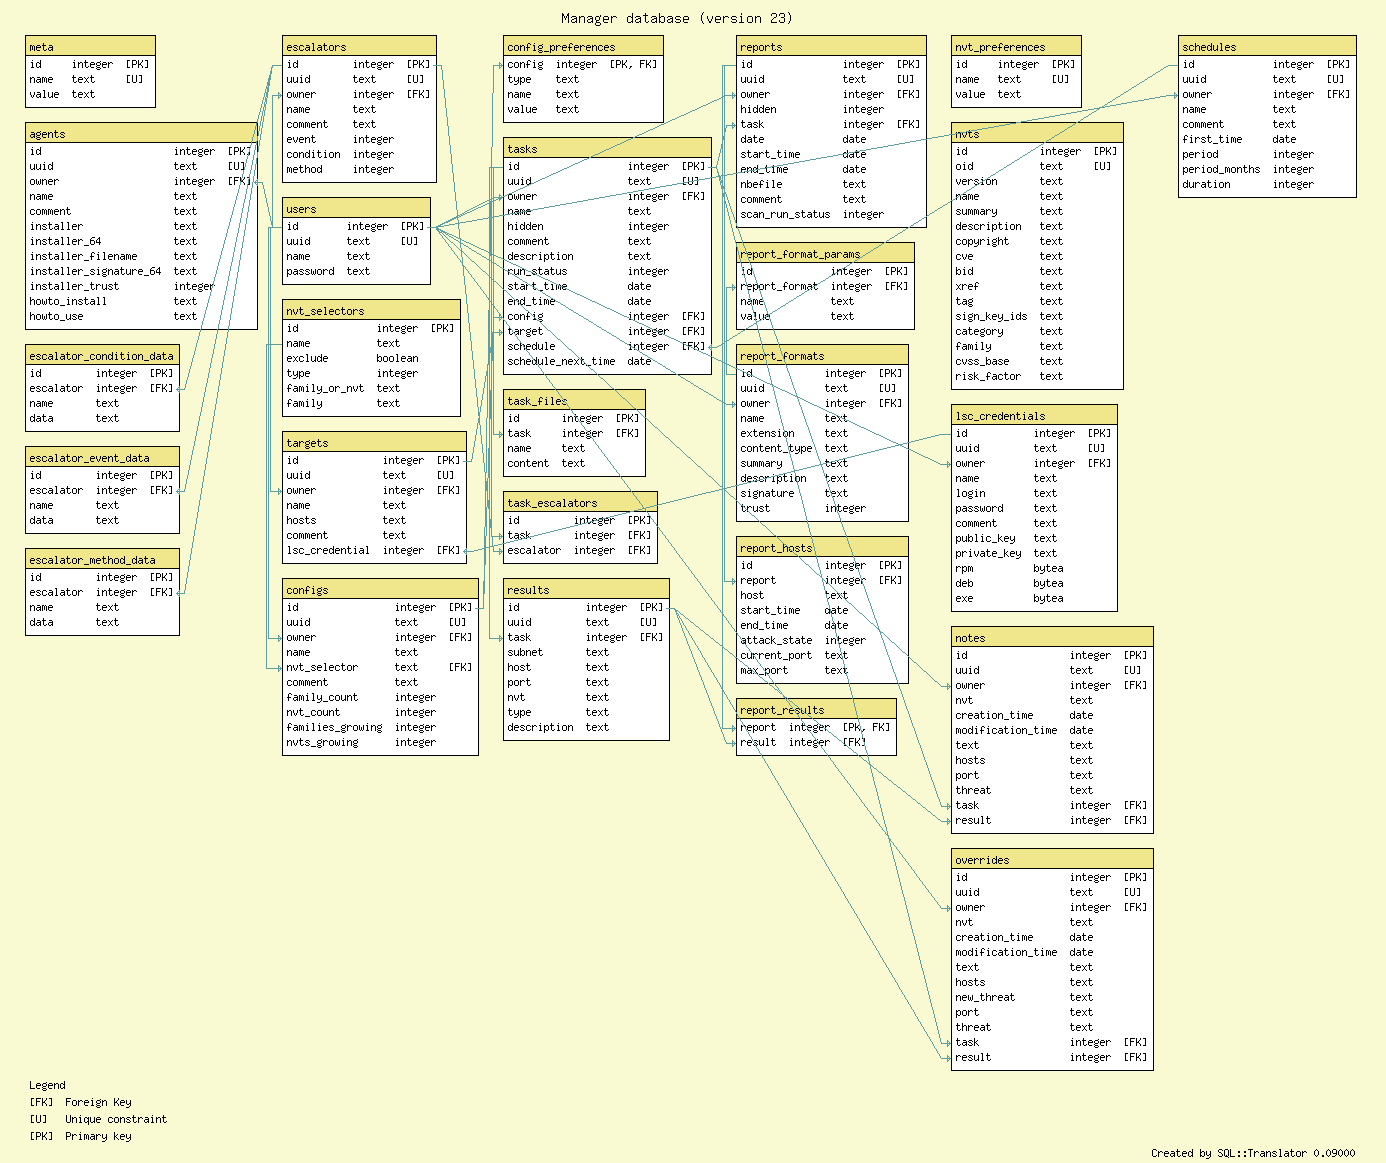 Manager database (version 23)
meta
id integer [PK]
name text [U]
value text
agents
id integer [PK]
uuid text [U]
owner integer [FK]
name text
comment text
installer text
installer_64 text
installer_filename text
installer_signature_64 text
installer_trust integer
howto_install text
howto_use text
escalator_condition_data
id integer [PK]
escalator integer [FK]
name text
data text
escalator_event_data
id integer [PK]
escalator integer [FK]
name text
data text
escalator_method_data
id integer [PK]
escalator integer [FK]
name text
data text
escalators
id integer [PK]
uuid text [U]
owner integer [FK]
name text
comment text
event integer
condition integer
method integer
users
id integer [PK]
uuid text [U]
name text
password text
nvt_selectors
id integer [PK]
name text
exclude boolean
type integer
family_or_nvt text
family text
targets
id integer [PK]
uuid text [U]
owner integer [FK]
name text
hosts text
comment text
lsc_credential integer [FK]
configs
id integer [PK]
uuid text [U]
owner integer [FK]
name text
nvt_selector text [FK]
comment text
family_count integer
nvt_count integer
families_growing integer
nvts_growing integer
config_preferences
config integer [PK, FK]
type text
name text
value text
tasks
id integer [PK]
uuid text [U]
owner integer [FK]
name text
hidden integer
comment text
description text
run_status integer
start_time date
end_time date
config integer [FK]
target integer [FK]
schedule integer [FK]
schedule_next_time date
task_files
id integer [PK]
task integer [FK]
name text
content text
task_escalators
id integer [PK]
task integer [FK]
escalator integer [FK]
results
id integer [PK]
uuid text [U]
task integer [FK]
subnet text
host text
port text
nvt text
type text
description text
reports
id integer [PK]
uuid text [U]
owner integer [FK]
hidden integer
task integer [FK]
date date
start_time date
end_time date
nbefile text
comment text
scan_run_status integer
report_format_params
id integer [PK]
report_format integer [FK]
name text
value text
report_formats
id integer [PK]
uuid text [U]
owner integer [FK]
name text
extension text
content_type text
summary text
description text
signature text
trust integer
report_hosts
id integer [PK]
report integer [FK]
host text
start_time date
end_time date
attack_state integer
current_port text
max_port text
report_results
report integer [PK, FK]
result integer [FK]
nvt_preferences
id integer [PK]
name text [U]
value text
nvts
id integer [PK]
oid text [U]
version text
name text
summary text
description text
copyright text
cve text
bid text
xref text
tag text
sign_key_ids text
category text
family text
cvss_base text
risk_factor text
lsc_credentials
id integer [PK]
uuid text [U]
owner integer [FK]
name text
login text
password text
comment text
public_key text
private_key text
rpm bytea
deb bytea
exe bytea
notes
id integer [PK]
uuid text [U]
owner integer [FK]
nvt text
creation_time date
modification_time date
text text
hosts text
port text
threat text
task integer [FK]
result integer [FK]
overrides
id integer [PK]
uuid text [U]
owner integer [FK]
nvt text
creation_time date
modification_time date
text text
hosts text
new_threat text
port text
threat text
task integer [FK]
result integer [FK]
schedules
id integer [PK]
uuid text [U]
owner integer [FK]
name text
comment text
first_time date
period integer
period_months integer
duration integer
Legend
[FK] Foreign Key
[U] Unique constraint
[PK] Primary key
Created by SQL::Translator 0.09000